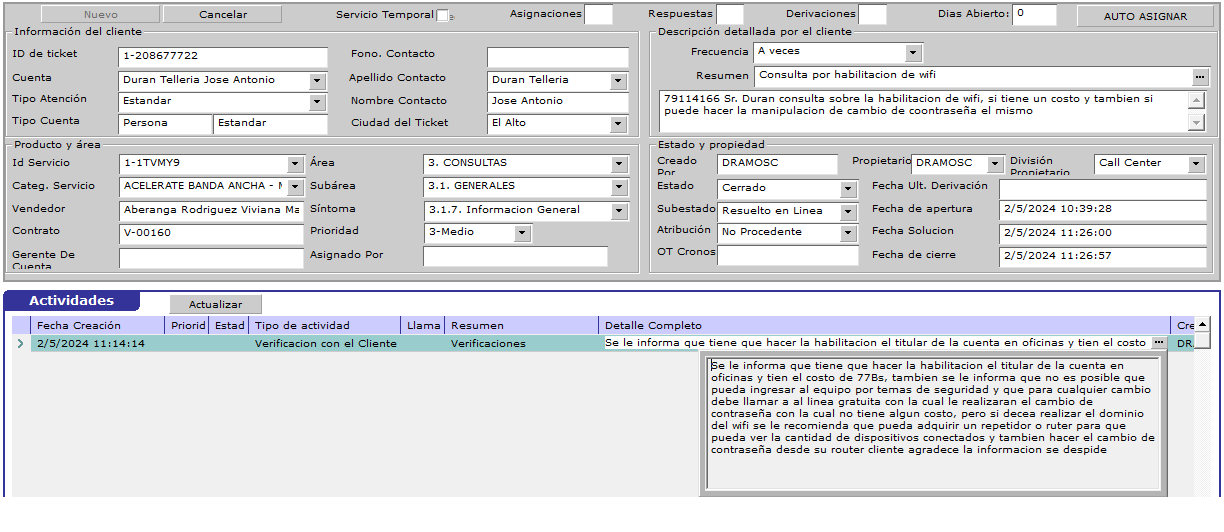 Nuevo Cancelar Servicio Temporal Asignaciones Respuestas Derivaciones Dias Abierto: 0 AUTO ASIGNAR
Información del cliente
ID de ticket 1-208677722 Fono. Contacto
Cuenta Duran Telleria Jose Antonio Apellido Contacto Duran Telleria
Tipo Atención Estandar Nombre Contacto Jose Antonio
Tipo Cuenta Persona Estandar Ciudad del Ticket El Alto
Descripción detallada por el cliente
Frecuencia A veces
Resumen Consulta por habilitacion de wifi ...
79114166 Sr. Duran consulta sobre la habilitacion de wifi, si tiene un costo y tambien si
puede hacer la manipulacion de cambio de coontraseña el mismo
Producto y área
Id Servicio 1-1TVMY9 Área 3. CONSULTAS
Categ. Servicio ACELERATE BANDA ANCHA - Subárea 3.1. GENERALES
Vendedor Aberanga Rodriguez Viviana Ma Síntoma 3.1.7. Informacion General
Contrato V-00160 Prioridad 3-Medio
Gerente De Cuenta Asignado Por
Estado y propiedad
Creado Por DRAMOSC Propietario DRAMOSC División Propietario Call Center
Estado Cerrado Fecha Ult. Derivación
Subestado Resuelto en Linea Fecha de apertura 2/5/2024 10:39:28
Atribución No Procedente Fecha Solucion 2/5/2024 11:26:00
OT Cronos Fecha de cierre 2/5/2024 11:26:57
Actividades Actualizar
Fecha Creación Priorid Estad Tipo de actividad Llama Resumen Detalle Completo Cre
2/5/2024 11:14:14 Verificacion con el Cliente Verificaciones Se le informa que tiene que hacer la habilitacion el titular de la cuenta en oficinas y tien el costo ... DR
Se le informa que tiene que hacer la habilitacion el titular de la cuenta en
oficinas y tien el costo de 77Bs, tambien se le informa que no es posible que
pueda ingresar al equipo por temas de seguridad y que para cualquier cambio
debe llamar a al linea gratuita con la cual le realizaran el cambio de
contraseña con la cual no tiene algun costo, pero si decea realizar el dominio
del wifi se le recomienda que pueda adquirir un repetidor o ruter para que
pueda ver la cantidad de dispositivos conectados y tambien hacer el cambio de
contraseña desde su router cliente agradece la informacion se despide